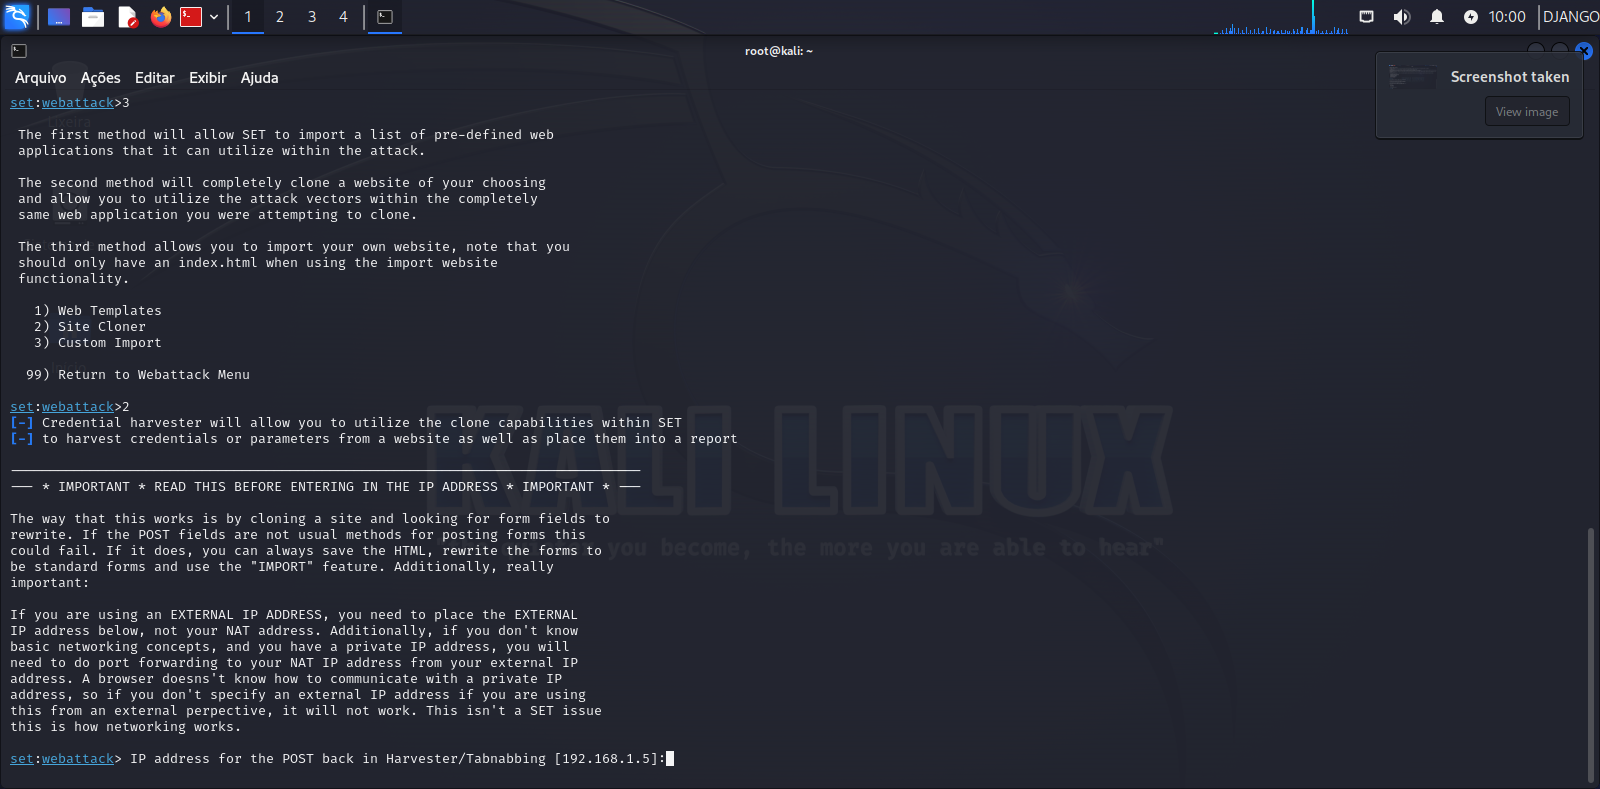 1 2 3 4
10:00 DJANGO
root@kali: ~
Arquivo Ações Editar Exibir Ajuda
Screenshot taken
View image
set:webattack>3
Lixeira
The first method will allow SET to import a list of pre-defined web
applications that it can utilize within the attack.
The second method will completely clone a website of your choosing
and allow you to utilize the attack vectors within the completely
same web application you were attempting to clone.
The third method allows you to import your own website, note that you
should only have an index.html when using the import website
functionality.
1) Web Templates
2) Site Cloner
3) Custom Import
99) Return to Webattack Menu
set:webattack>2
[-] Credential harvester will allow you to utilize the clone capabilities within SET
[-] to harvest credentials or parameters from a website as well as place them into a report
--- * IMPORTANT * READ THIS BEFORE ENTERING IN THE IP ADDRESS * IMPORTANT * ---
KALI LINUX
The way that this works is by cloning a site and looking for form fields to
rewrite. If the POST fields are not usual methods for posting forms this
could fail. If it does, you can always save the HTML, rewrite the forms to
you become, the more you are able to hear"
be standard forms and use the "IMPORT" feature. Additionally, really
important:
If you are using an EXTERNAL IP ADDRESS, you need to place the EXTERNAL
IP address below, not your NAT address. Additionally, if you don't know
basic networking concepts, and you have a private IP address, you will
need to do port forwarding to your NAT IP address from your external IP
address. A browser doesns't know how to communicate with a private IP
address, so if you don't specify an external IP address if you are using
this from an external perpective, it will not work. This isn't a SET issue
this is how networking works.
set:webattack> IP address for the POST back in Harvester/Tabnabbing [192.168.1.5]: